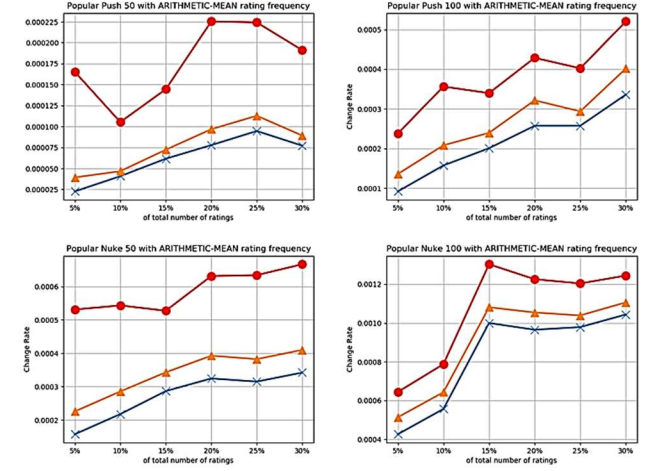 Popular Push 50 with ARITHMETIC-MEAN rating frequency
0.000225
0.000200
0.000175
0.000150
0.000125
0.000100
0.000075
0.000050
0.000025
5% 10% 15% 20% 25% 30%
of total number of ratings
Popular Push 100 with ARITHMETIC-MEAN rating frequency
Change Rate
0.0005
0.0004
0.0003
0.0002
0.0001
5% 10% 15% 20% 25% 30%
of total number of ratings
Popular Nuke 50 with ARITHMETIC-MEAN rating frequency
Change Rate
0.0006
0.0005
0.0004
0.0003
0.0002
5% 10% 15% 20% 25% 30%
of total number of ratings
Popular Nuke 100 with ARITHMETIC-MEAN rating frequency
Change Rate
0.0012
0.0010
0.0008
0.0006
0.0004
5% 10% 15% 20% 25% 30%
of total number of ratings